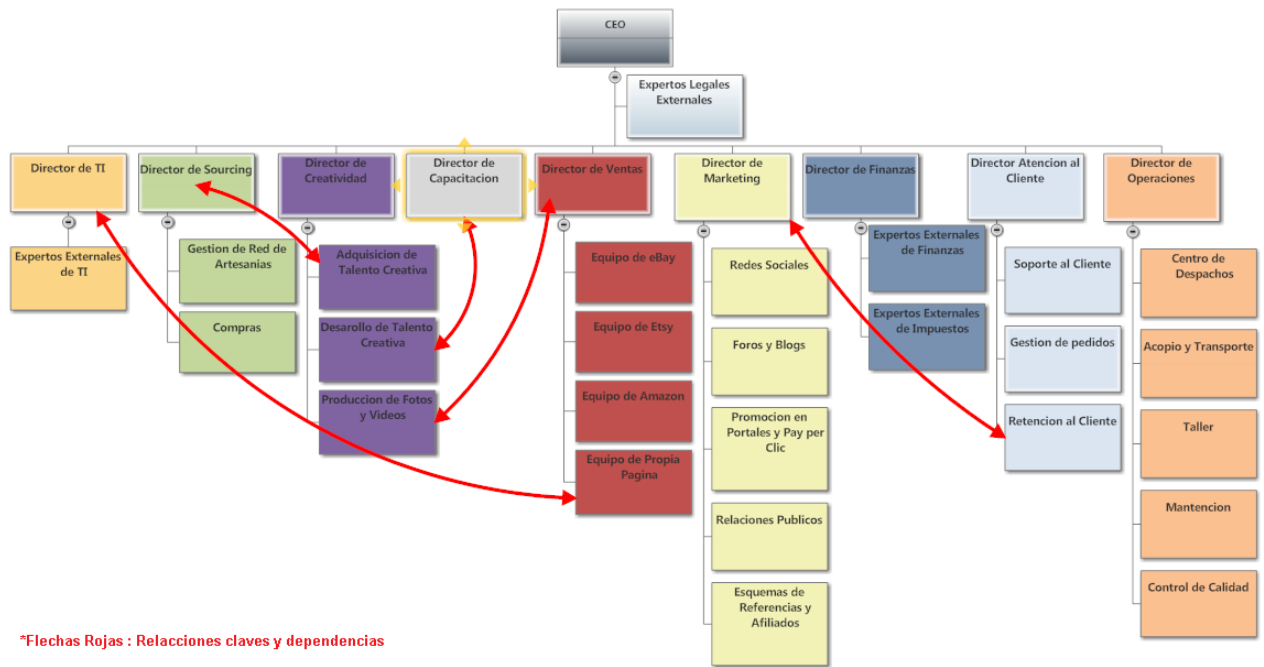 CEO
Expertos Legales
Externales
Director de TI
Expertos Externales
de TI
Director de Sourcing
Gestion de Red de
Artesanias
Compras
Director de
Creatividad
Adquisicion de
Talento Creativa
Desarollo de Talento
Creativa
Produccion de Fotos
y Videos
Director de
Capacitacion
Director de Ventas
Equipo de eBay
Equipo de Etsy
Equipo de Amazon
Equipo de Propia
Pagina
Director de
Marketing
Redes Sociales
Foros y Blogs
Promocion en
Portales y Pay per
Clic
Relaciones Publicos
Esquemas de
Referencias y
Afiliados
Director de Finanzas
Expertos Externales
de Finanzas
Expertos Externales
de Impuestos
Director Atencion al
Cliente
Soporte al Cliente
Gestion de pedidos
Retencion al Cliente
Director de
Operaciones
Centro de
Despachos
Acopio y Transporte
Taller
Mantencion
Control de Calidad
*Flechas Rojas : Relacciones claves y dependencias